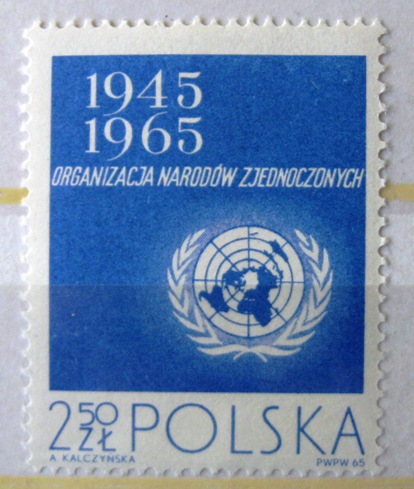 1945
1965
ORGANIZACJA NARODÓW ZJEDNOCZONYCH
2 50 ZŁ POLSKA
A. KALCZYŃSKA PWPW 65